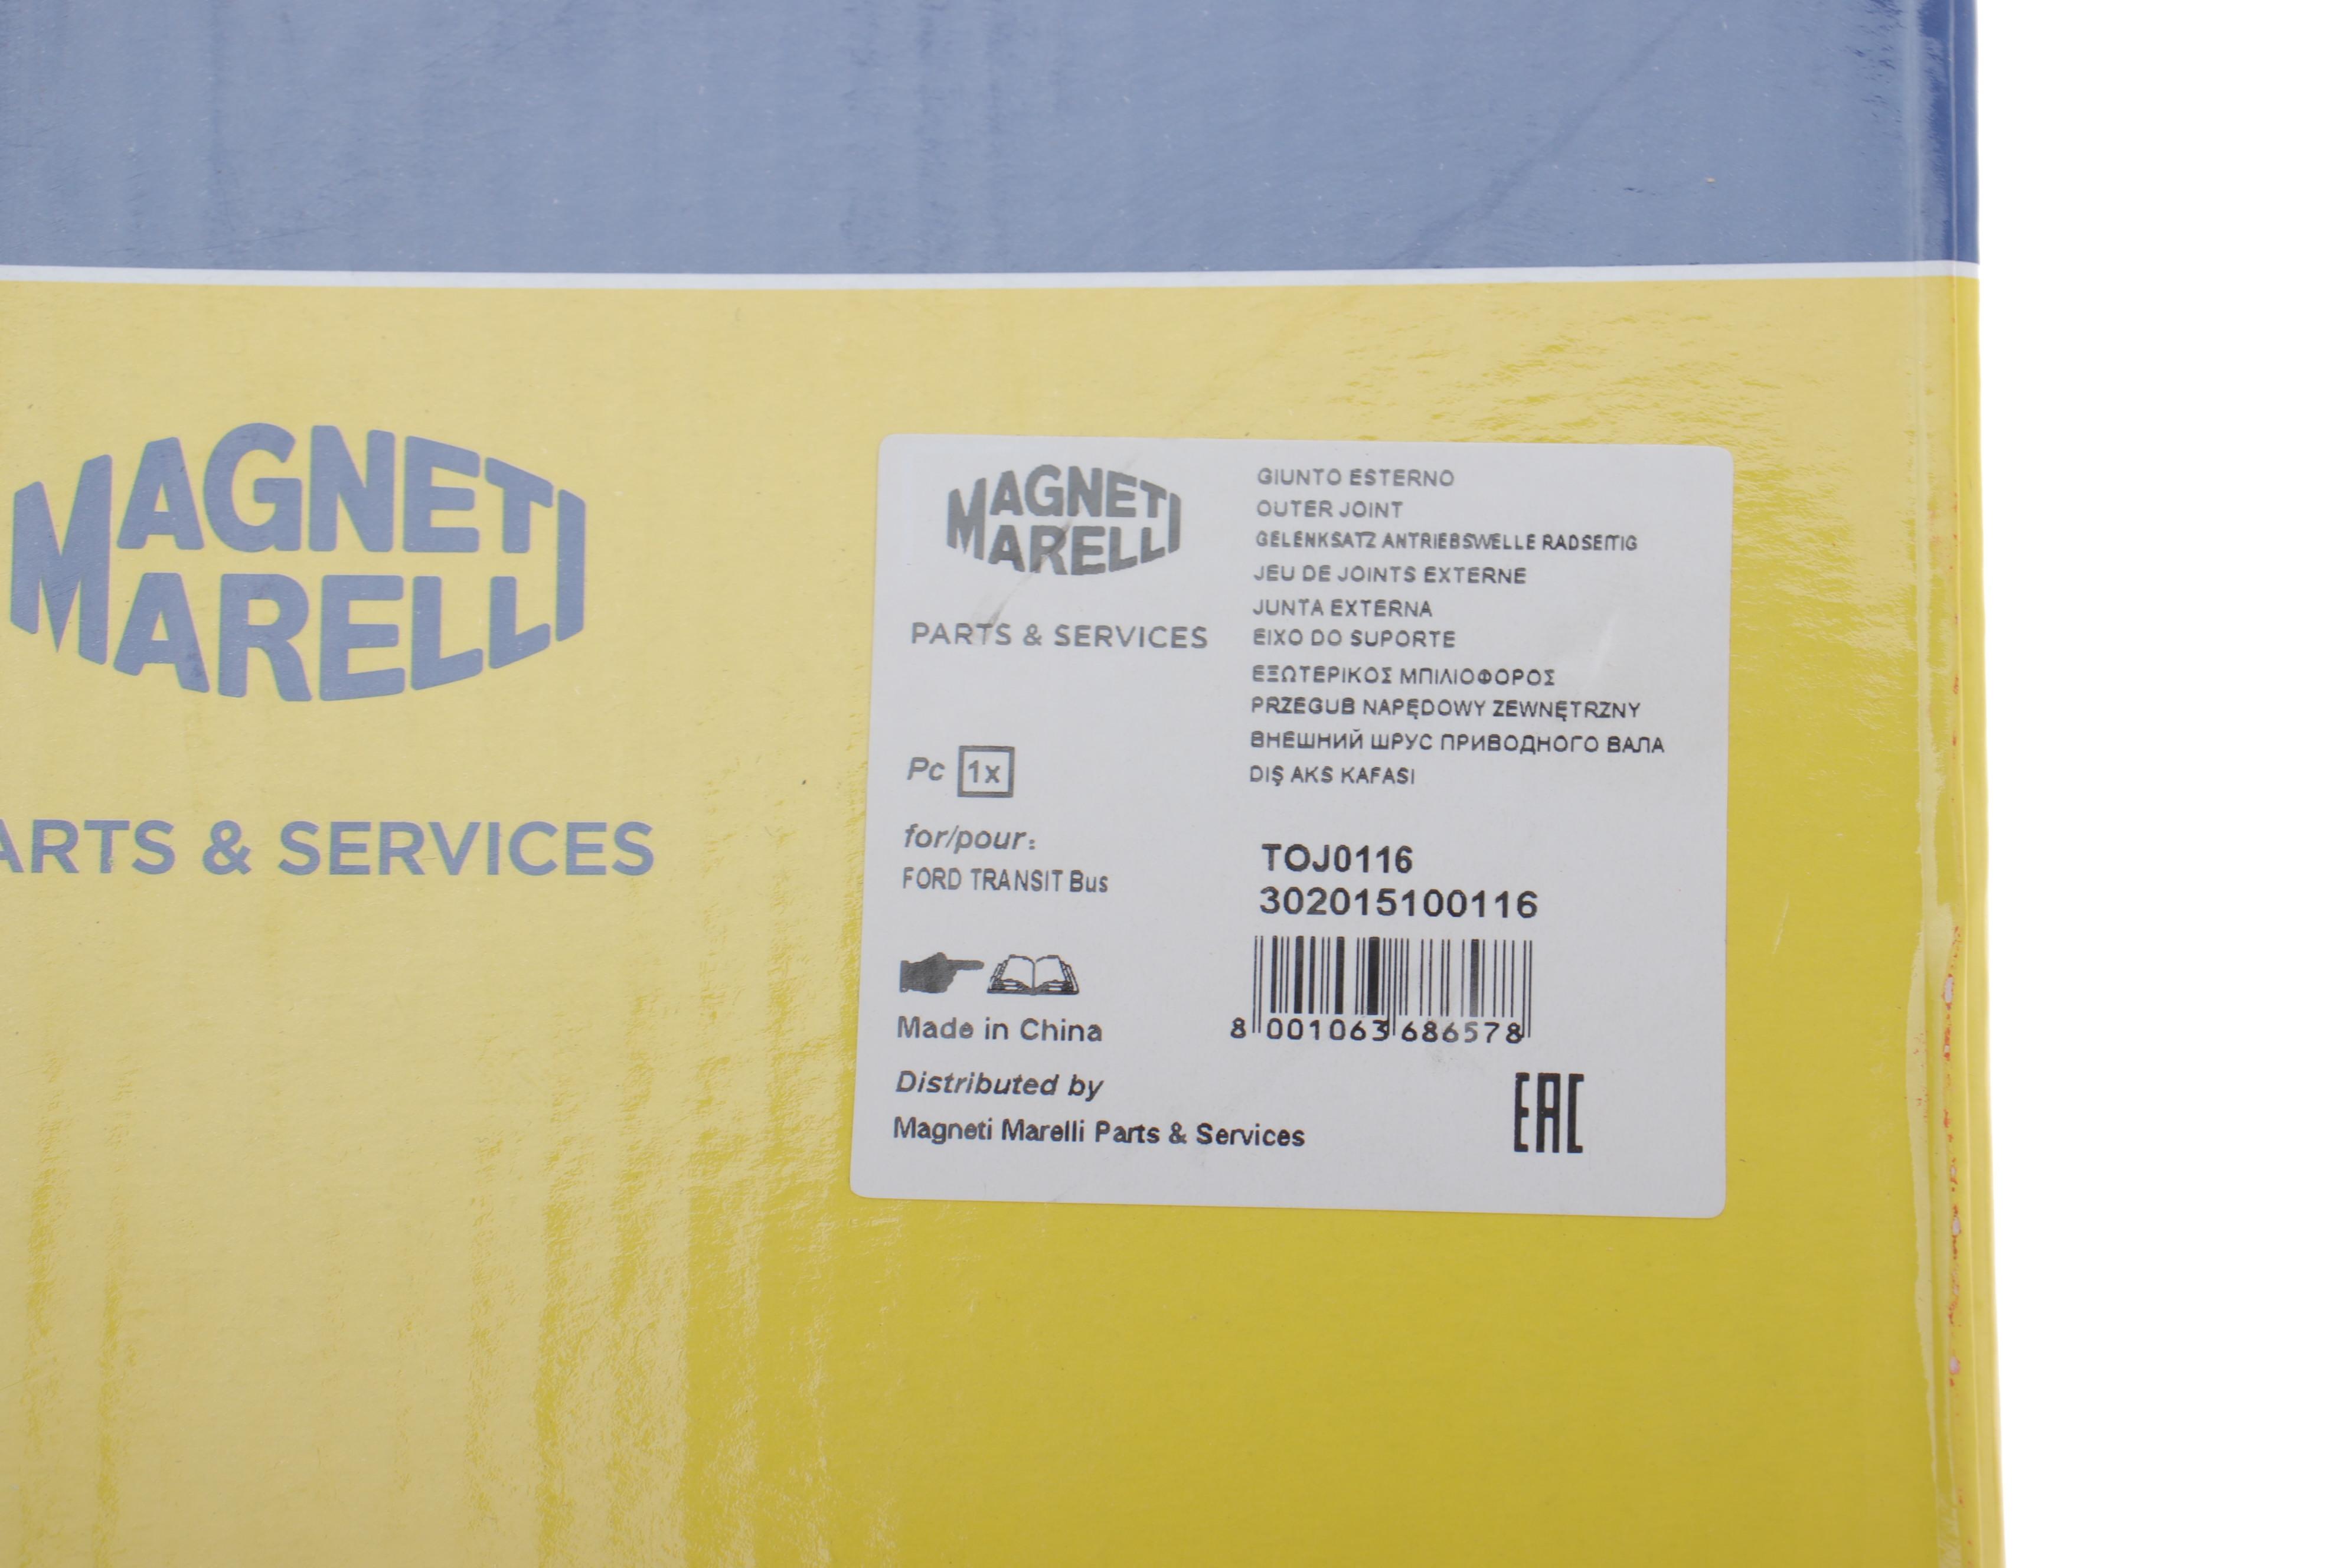 MAGNETI
MARELLI
PARTS & SERVICES
MAGNETI
MARELLI
PARTS & SERVICES
Pc 1x
for/pour:
FORD TRANSIT Bus
Made in China
Distributed by
Magneti Marelli Parts & Services
GIUNTO ESTERNO
OUTER JOINT
GELENKSATZ ANTRIEBSWELLE RADSEITIG
JEU DE JOINTS EXTERNE
JUNTA EXTERNA
EIXO DO SUPORTE
ΕΞΩΤΕΡΙΚΟΣ ΜΠΙΛΙΟΦΟΡΟΣ
PRZEGUB NAPĘDOWY ZEWNĘTRZNY
ВНЕШНИЙ ШРУС ПРИВОДНОГО ВАЛА
DIŞ AKS KAFASI
TOJ0116
302015100116
8 001063 686578
EAC